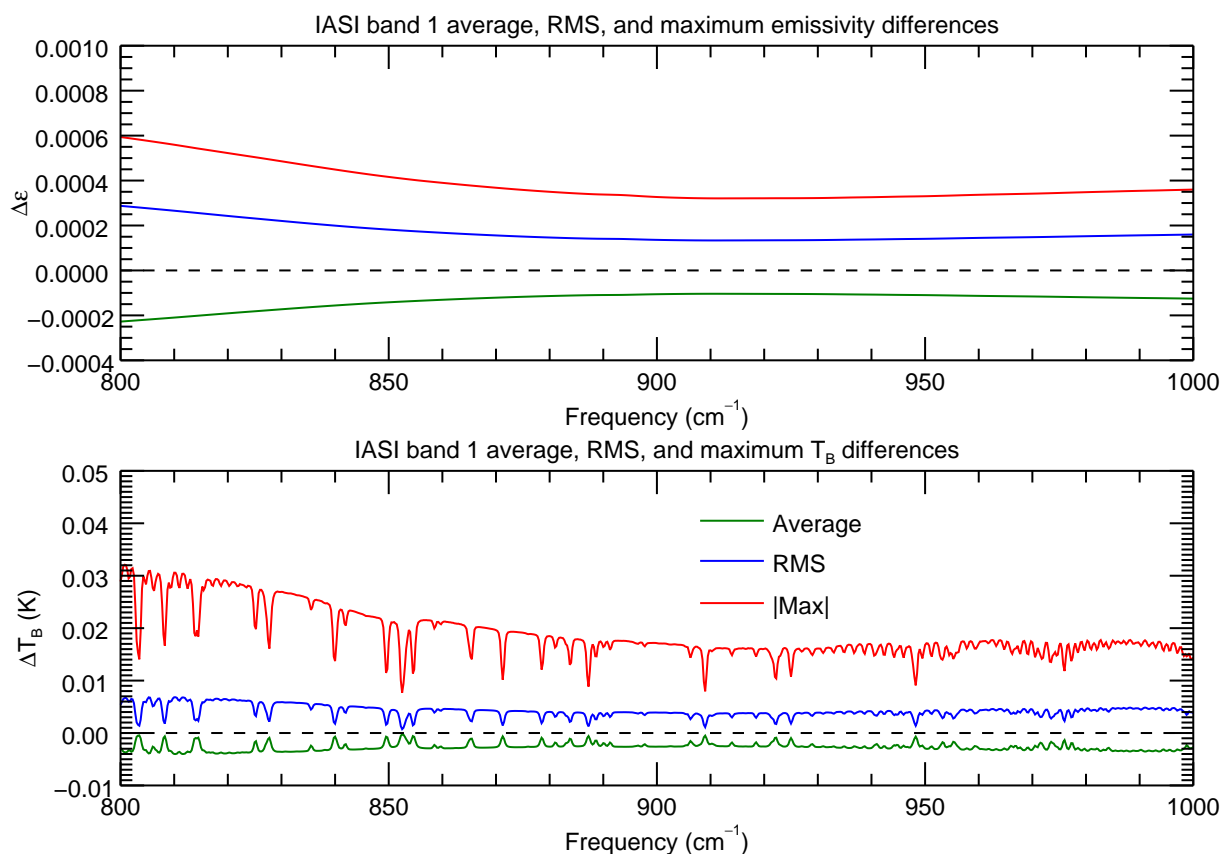 IASI band 1 average, RMS, and maximum emissivity differences
0.0010
0.0008
0.0006
0.0004
0.0002
0.0000
−0.0002
−0.0004
Δε
800 850 900 950 1000
Frequency (cm⁻¹)
IASI band 1 average, RMS, and maximum T_B differences
0.05
0.04
0.03
0.02
0.01
0.00
−0.01
ΔT_B (K)
Average
RMS
|Max|
800 850 900 950 1000
Frequency (cm⁻¹)